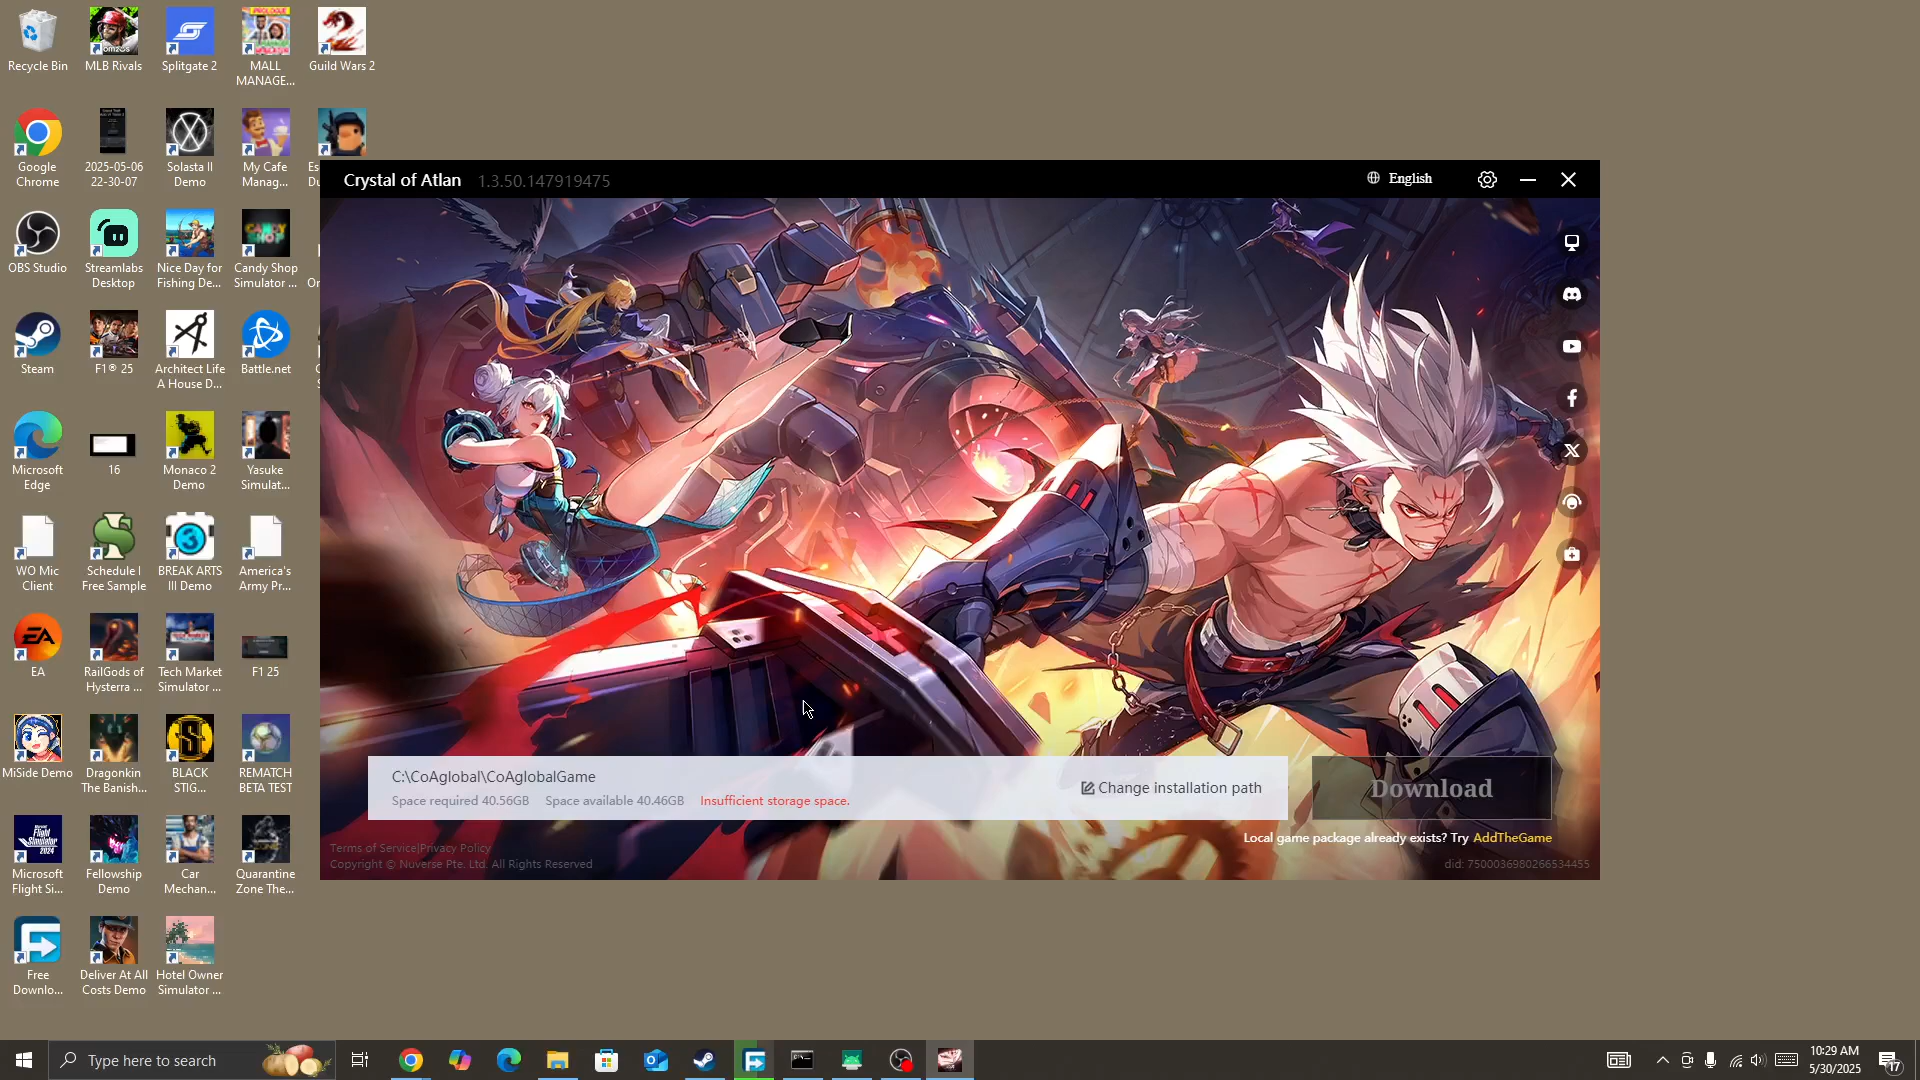 Recycle Bin
MLB Rivals
Splitgate 2
MALL
MANAGE...
Guild Wars 2
Google
Chrome
2025-05-06
22-30-07
Solasta II
Demo
My Cafe
Manag...
OBS Studio
Streamlabs
Desktop
Nice Day for
Fishing De...
Candy Shop
Simulator ...
Steam
F1® 25
Architect Life
A House D...
Battle.net
Microsoft
Edge
16
Monaco 2
Demo
Yasuke
Simulat...
WO Mic
Client
Schedule I
Free Sample
BREAK ARTS
III Demo
America's
Army Pr...
EA
RailGods of
Hysterra ...
Tech Market
Simulator ...
F1 25
MiSide Demo
Dragonkin
The Banish...
BLACK
STIG...
REMATCH
BETA TEST
Microsoft
Flight Si...
Fellowship
Demo
Car
Mechan...
Quarantine
Zone The...
Free
Downlo...
Deliver At All
Costs Demo
Hotel Owner
Simulator ...
Crystal of Atlan 1.3.50.147919475
English
C:\CoAglobal\CoAglobalGame
Space required 40.56GB Space available 40.46GB Insufficient storage space.
Change installation path
Download
Local game package already exists? Try AddTheGame
Terms of Service|Privacy Policy
Copyright © Nuverse Pte. Ltd. All Rights Reserved
did: 7500036980266534455
Type here to search
10:29 AM
5/30/2025
17